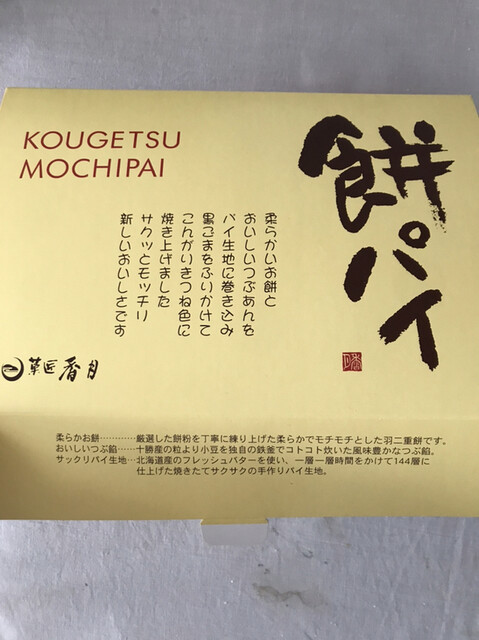 KOUGETSU
MOCHIPAI
餅パイ
柔らかいお餅と
おいしいつぶあんを
パイ生地に巻き込み
黒ごまをふりかけて
こんがりきつね色に
焼き上げました
サクッとモッチリ
新しいおいしさです
香月
菓匠香月
柔らかお餅…………厳選した餅粉を丁寧に練り上げた柔らかでモチモチとした羽二重餅です。
おいしいつぶ餡……十勝産の粒より小豆を独自の鉄釜でコトコト炊いた風味豊かなつぶ餡。
サックリパイ生地…北海道産のフレッシュバターを使い、一層一層時間をかけて144層に
仕上げた焼きたてサクサクの手作りパイ生地。